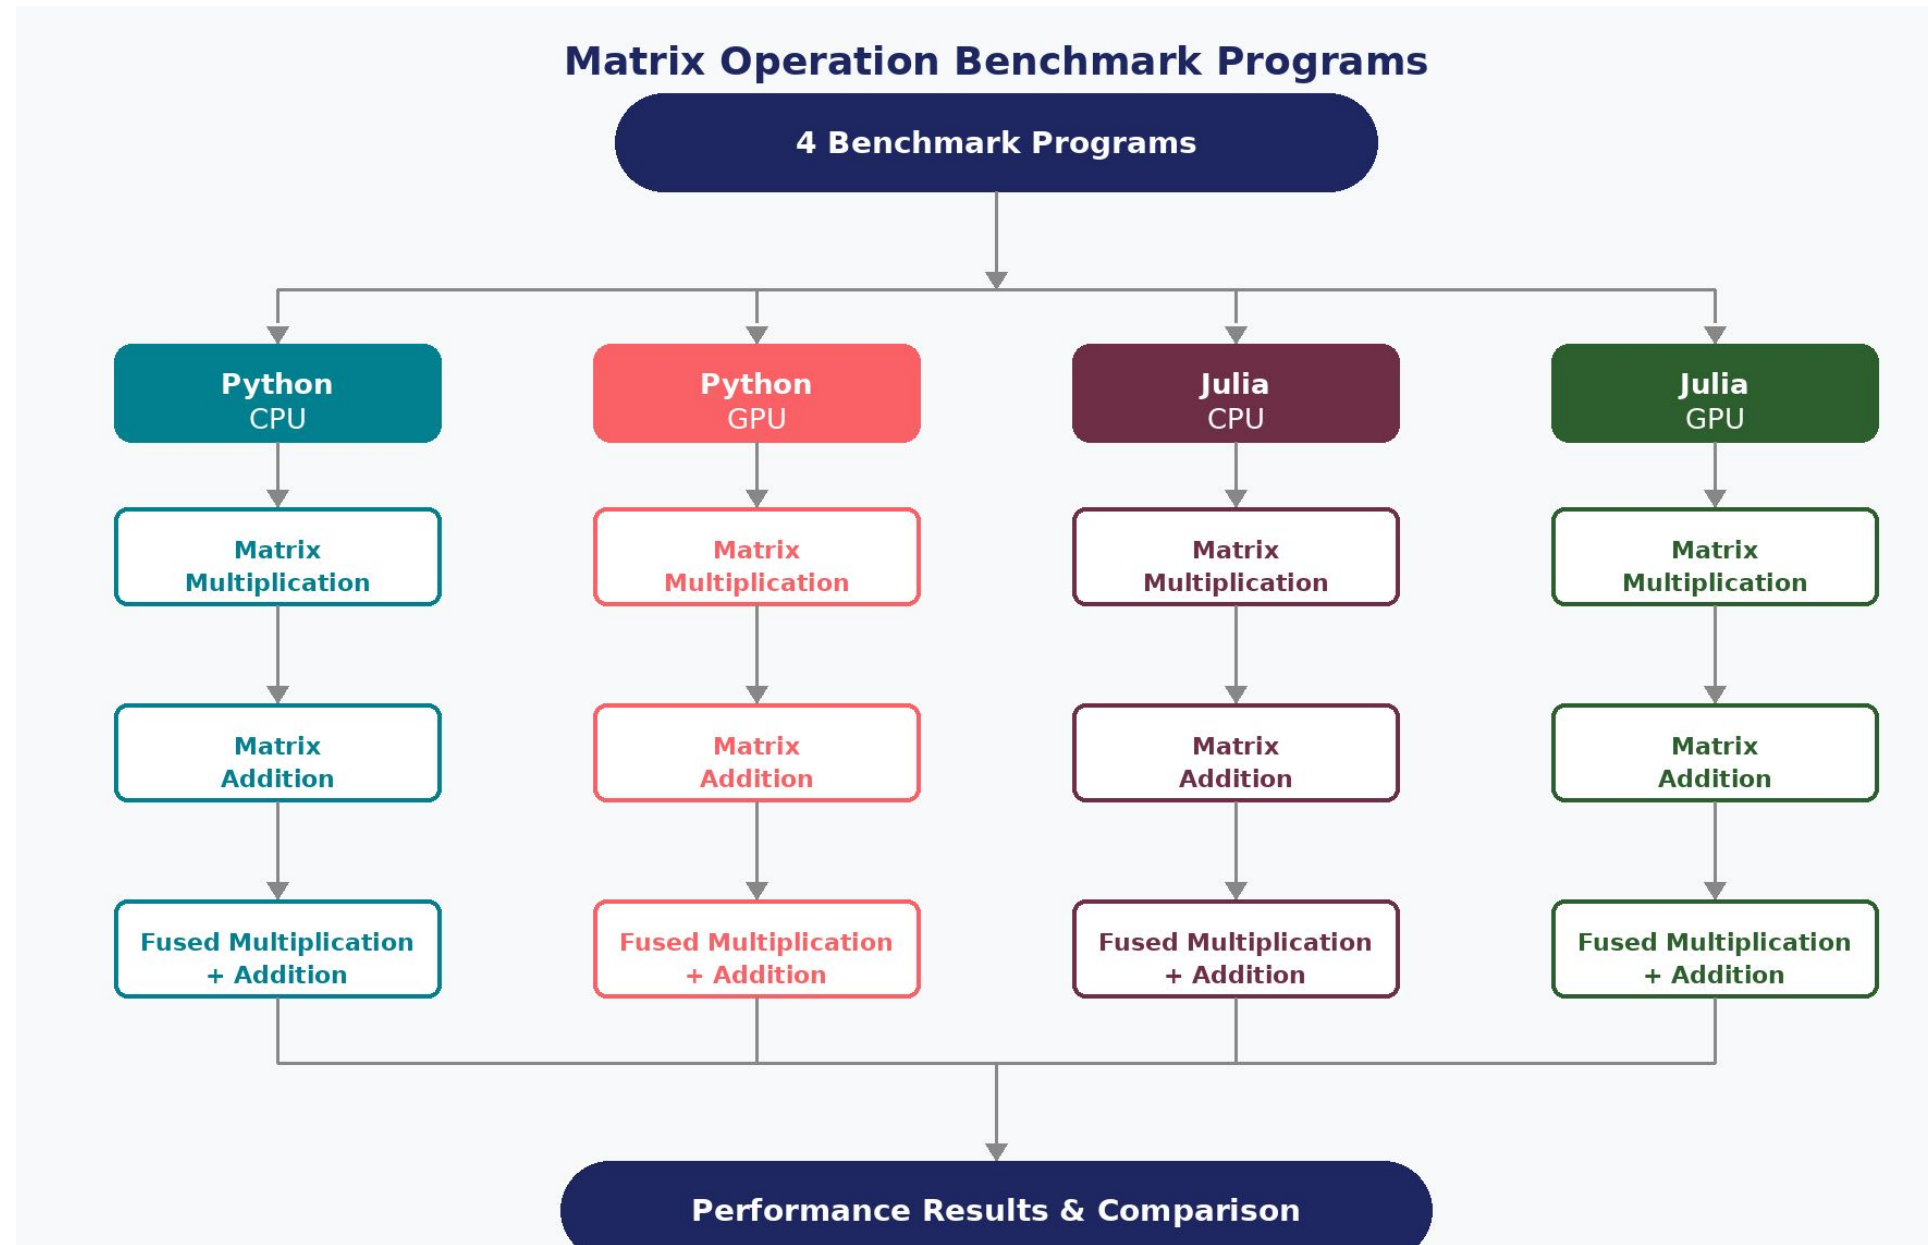 Matrix Operation Benchmark Programs
4 Benchmark Programs
Python
CPU
Python
GPU
Julia
CPU
Julia
GPU
Matrix
Multiplication
Matrix
Multiplication
Matrix
Multiplication
Matrix
Multiplication
Matrix
Addition
Matrix
Addition
Matrix
Addition
Matrix
Addition
Fused Multiplication
+ Addition
Fused Multiplication
+ Addition
Fused Multiplication
+ Addition
Fused Multiplication
+ Addition
Performance Results & Comparison